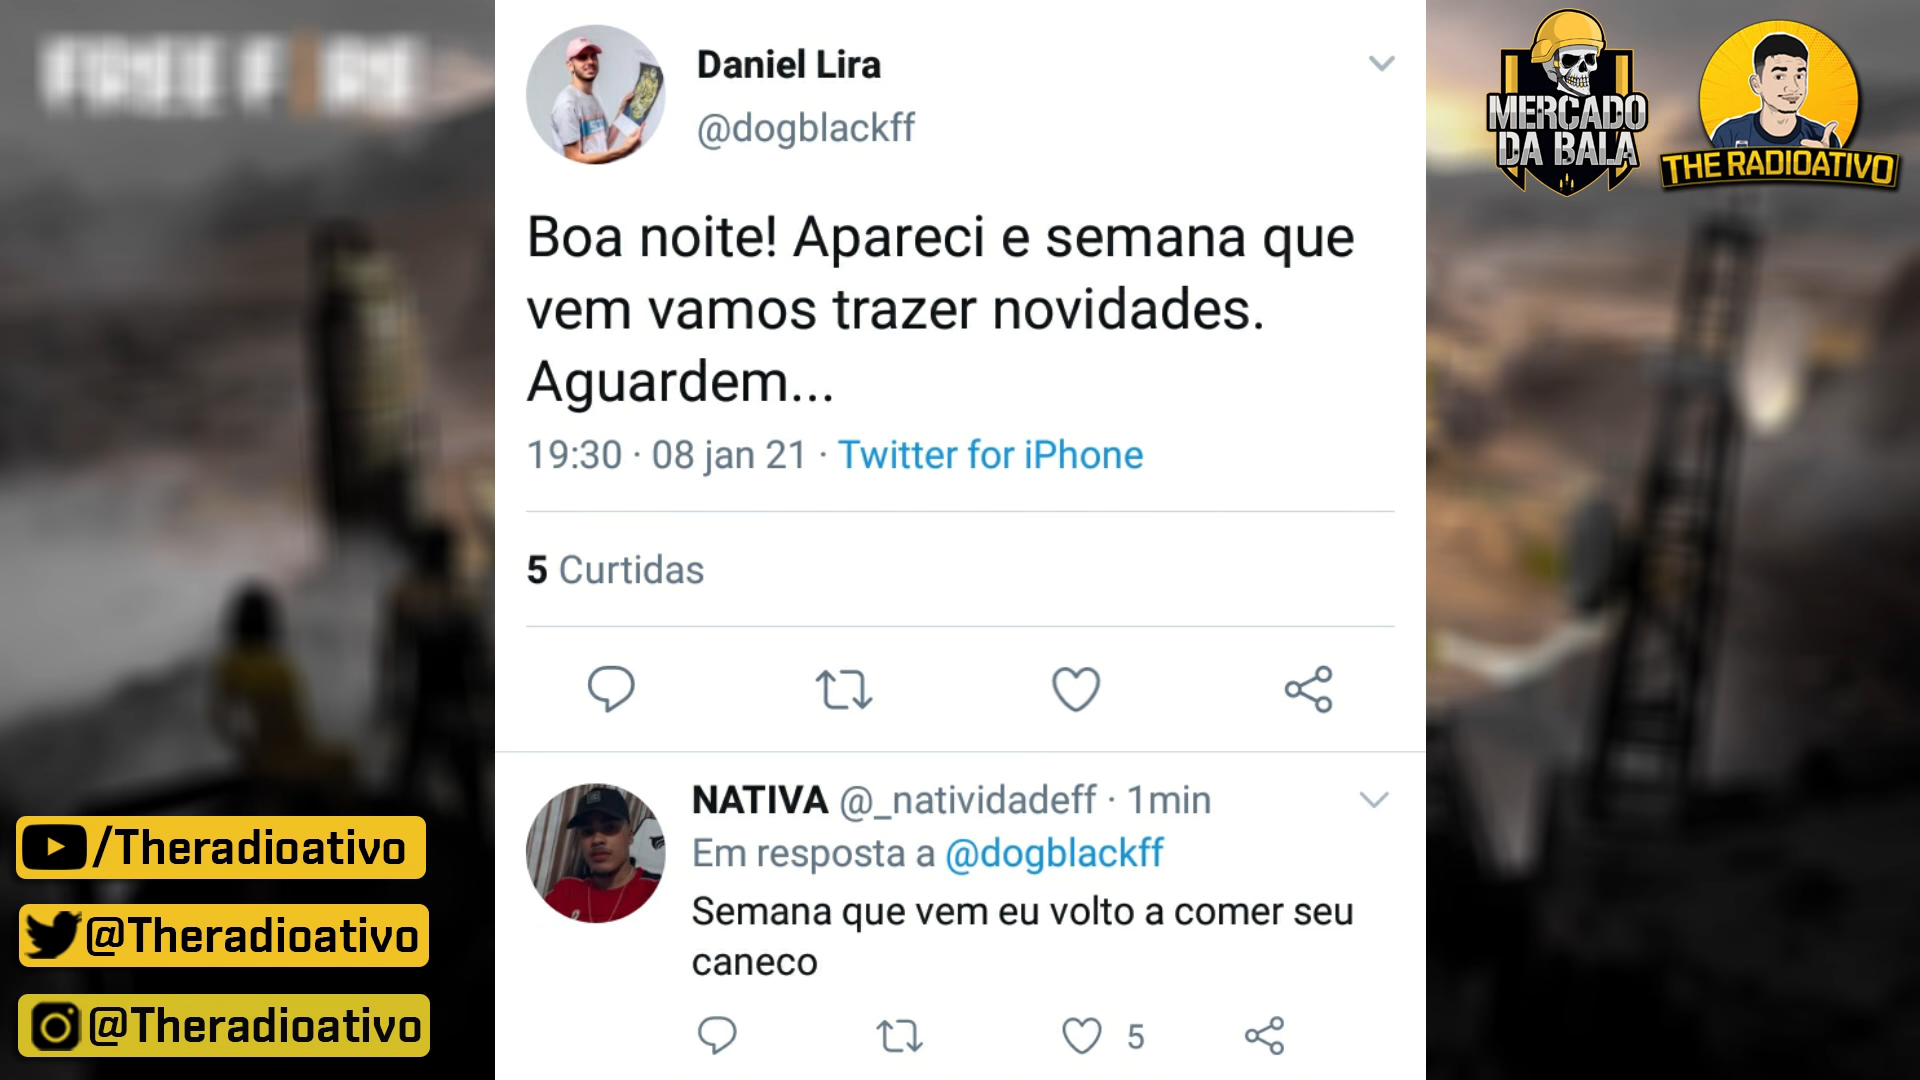 FREE FIRE
MERCADO
DA BALA
THE RADIOATIVO
Daniel Lira
@dogblackff
Boa noite! Apareci e semana que
vem vamos trazer novidades.
Aguardem...
19:30 · 08 jan 21 · Twitter for iPhone
5 Curtidas
NATIVA @_natividadeff · 1min
Em resposta a @dogblackff
Semana que vem eu volto a comer seu
caneco
5
/Theradioativo
@Theradioativo
@Theradioativo